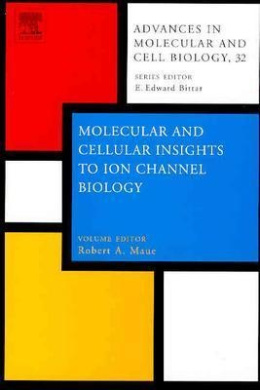 ADVANCES IN
MOLECULAR AND
CELL BIOLOGY, 32
SERIES EDITOR
E. Edward Bittar
MOLECULAR AND
CELLULAR INSIGHTS
TO ION CHANNEL
BIOLOGY
VOLUME EDITOR
Robert A. Maue